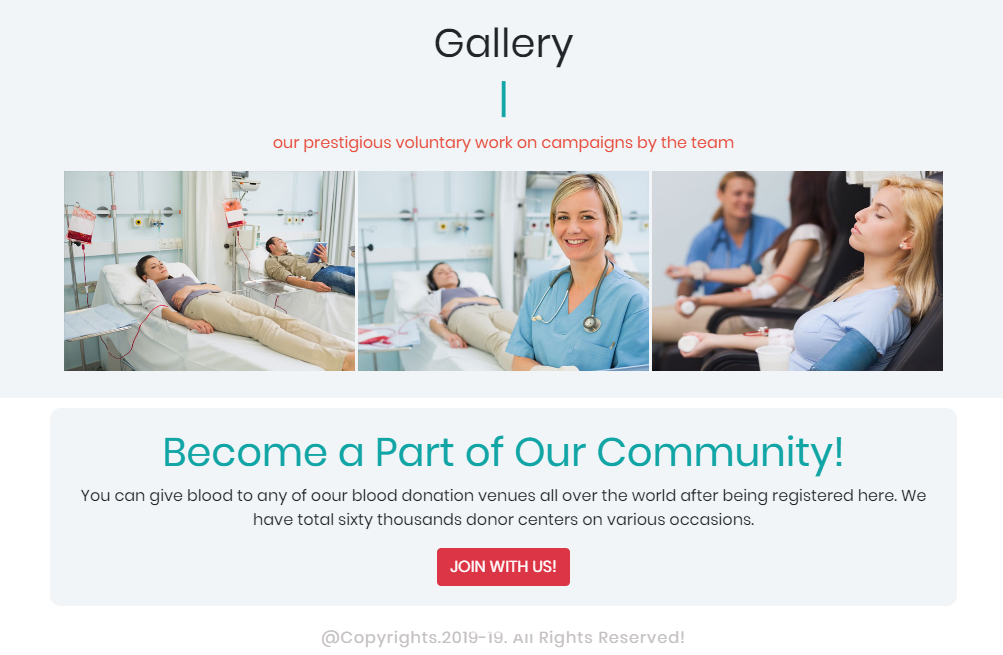 Gallery
our prestigious voluntary work on campaigns by the team
Become a Part of Our Community!
You can give blood to any of oour blood donation venues all over the world after being registered here. We
have total sixty thousands donor centers on various occasions.
JOIN WITH US!
@Copyrights.2019-19. All Rights Reserved!